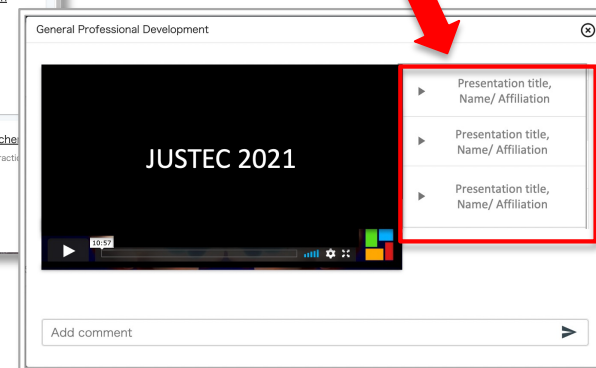 General Professional Development
Presentation title,
Name/ Affiliation
Presentation title,
Name/ Affiliation
Presentation title,
Name/ Affiliation
JUSTEC 2021
10:57
Add comment